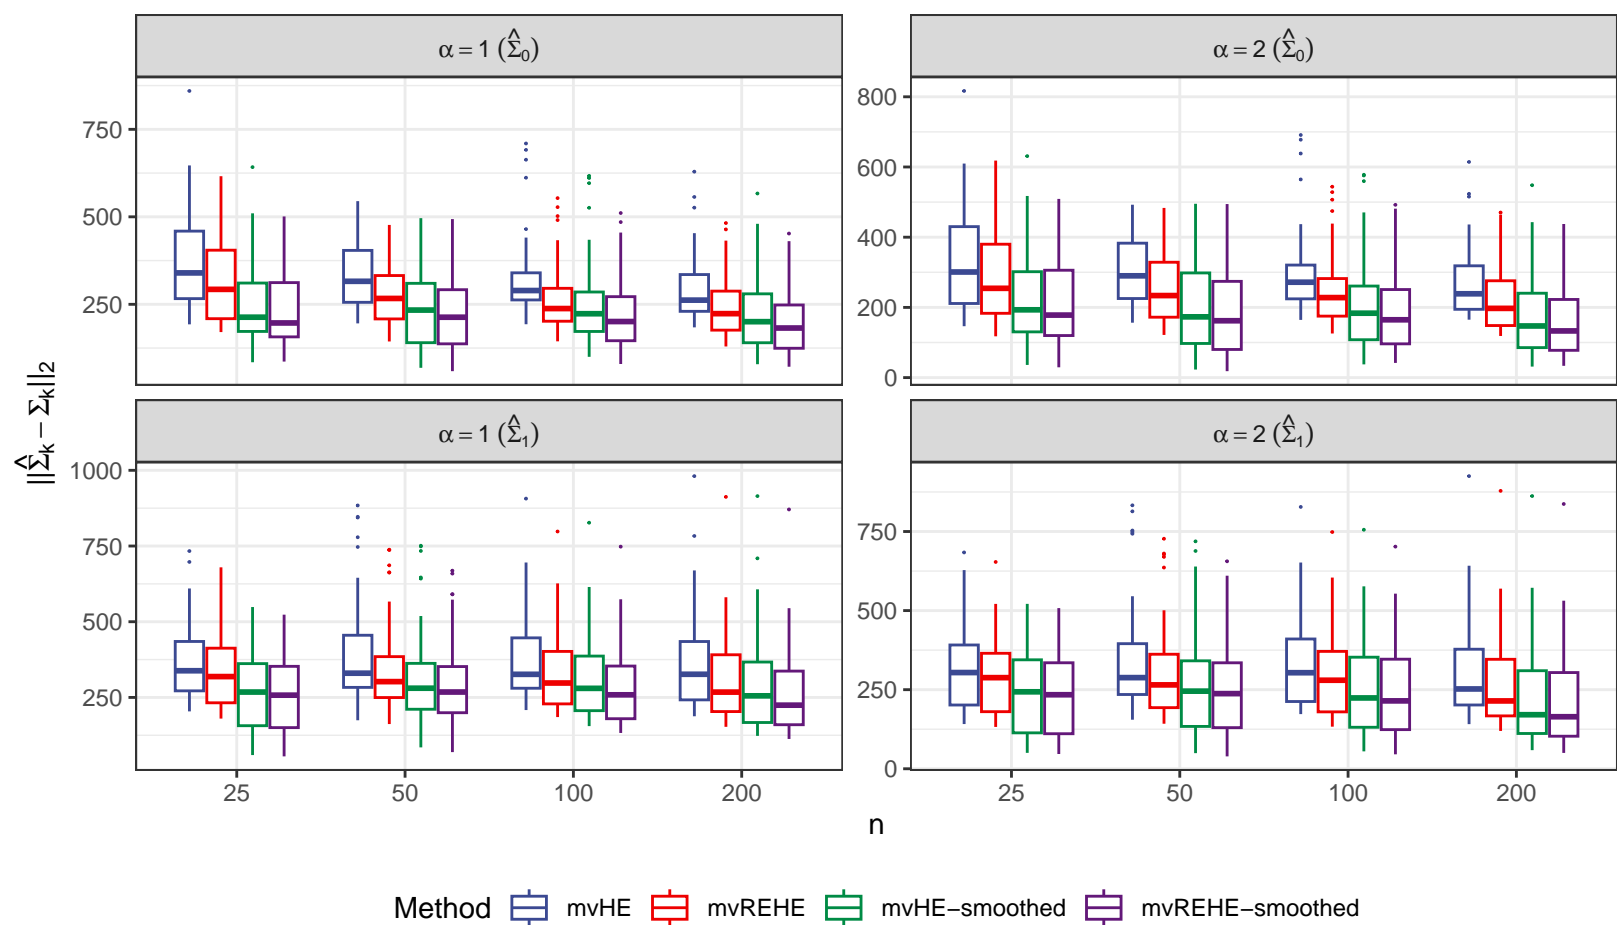 α = 1 (Σ̂₀)
α = 2 (Σ̂₀)
750
500
250
800
600
400
200
0
||Σ̂ₖ − Σₖ||₂
α = 1 (Σ̂₁)
α = 2 (Σ̂₁)
1000
750
500
250
750
500
250
0
25 50 100 200
25 50 100 200
n
Method mvHE mvREHE mvHE−smoothed mvREHE−smoothed